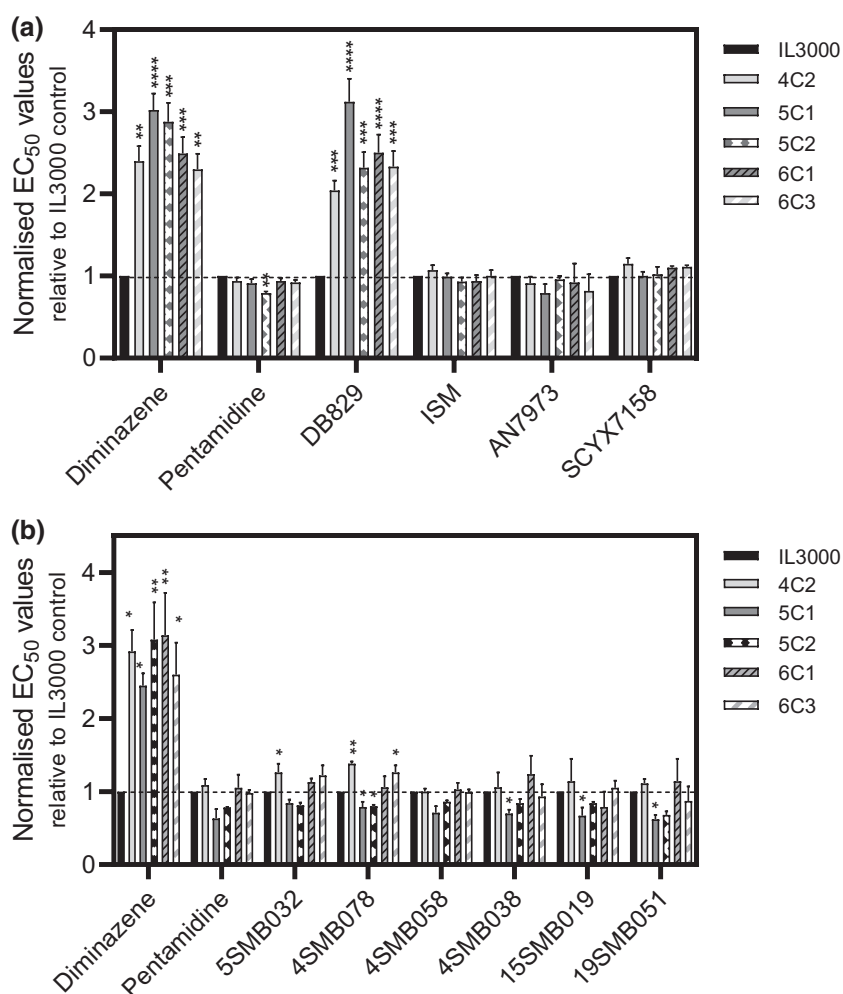 (a)
Normalised EC50 values
relative to IL3000 control
4
3
2
1
0
** **** *** *** **
**
*** **** *** **** ***
Diminazene
Pentamidine
DB829
ISM
AN7973
SCYX7158
IL3000
4C2
5C1
5C2
6C1
6C3
(b)
Normalised EC50 values
relative to IL3000 control
4
3
2
1
0
* * ** ** *
*
** * * *
*
*
*
Diminazene
Pentamidine
5SMB032
4SMB078
4SMB058
4SMB038
15SMB019
19SMB051
IL3000
4C2
5C1
5C2
6C1
6C3